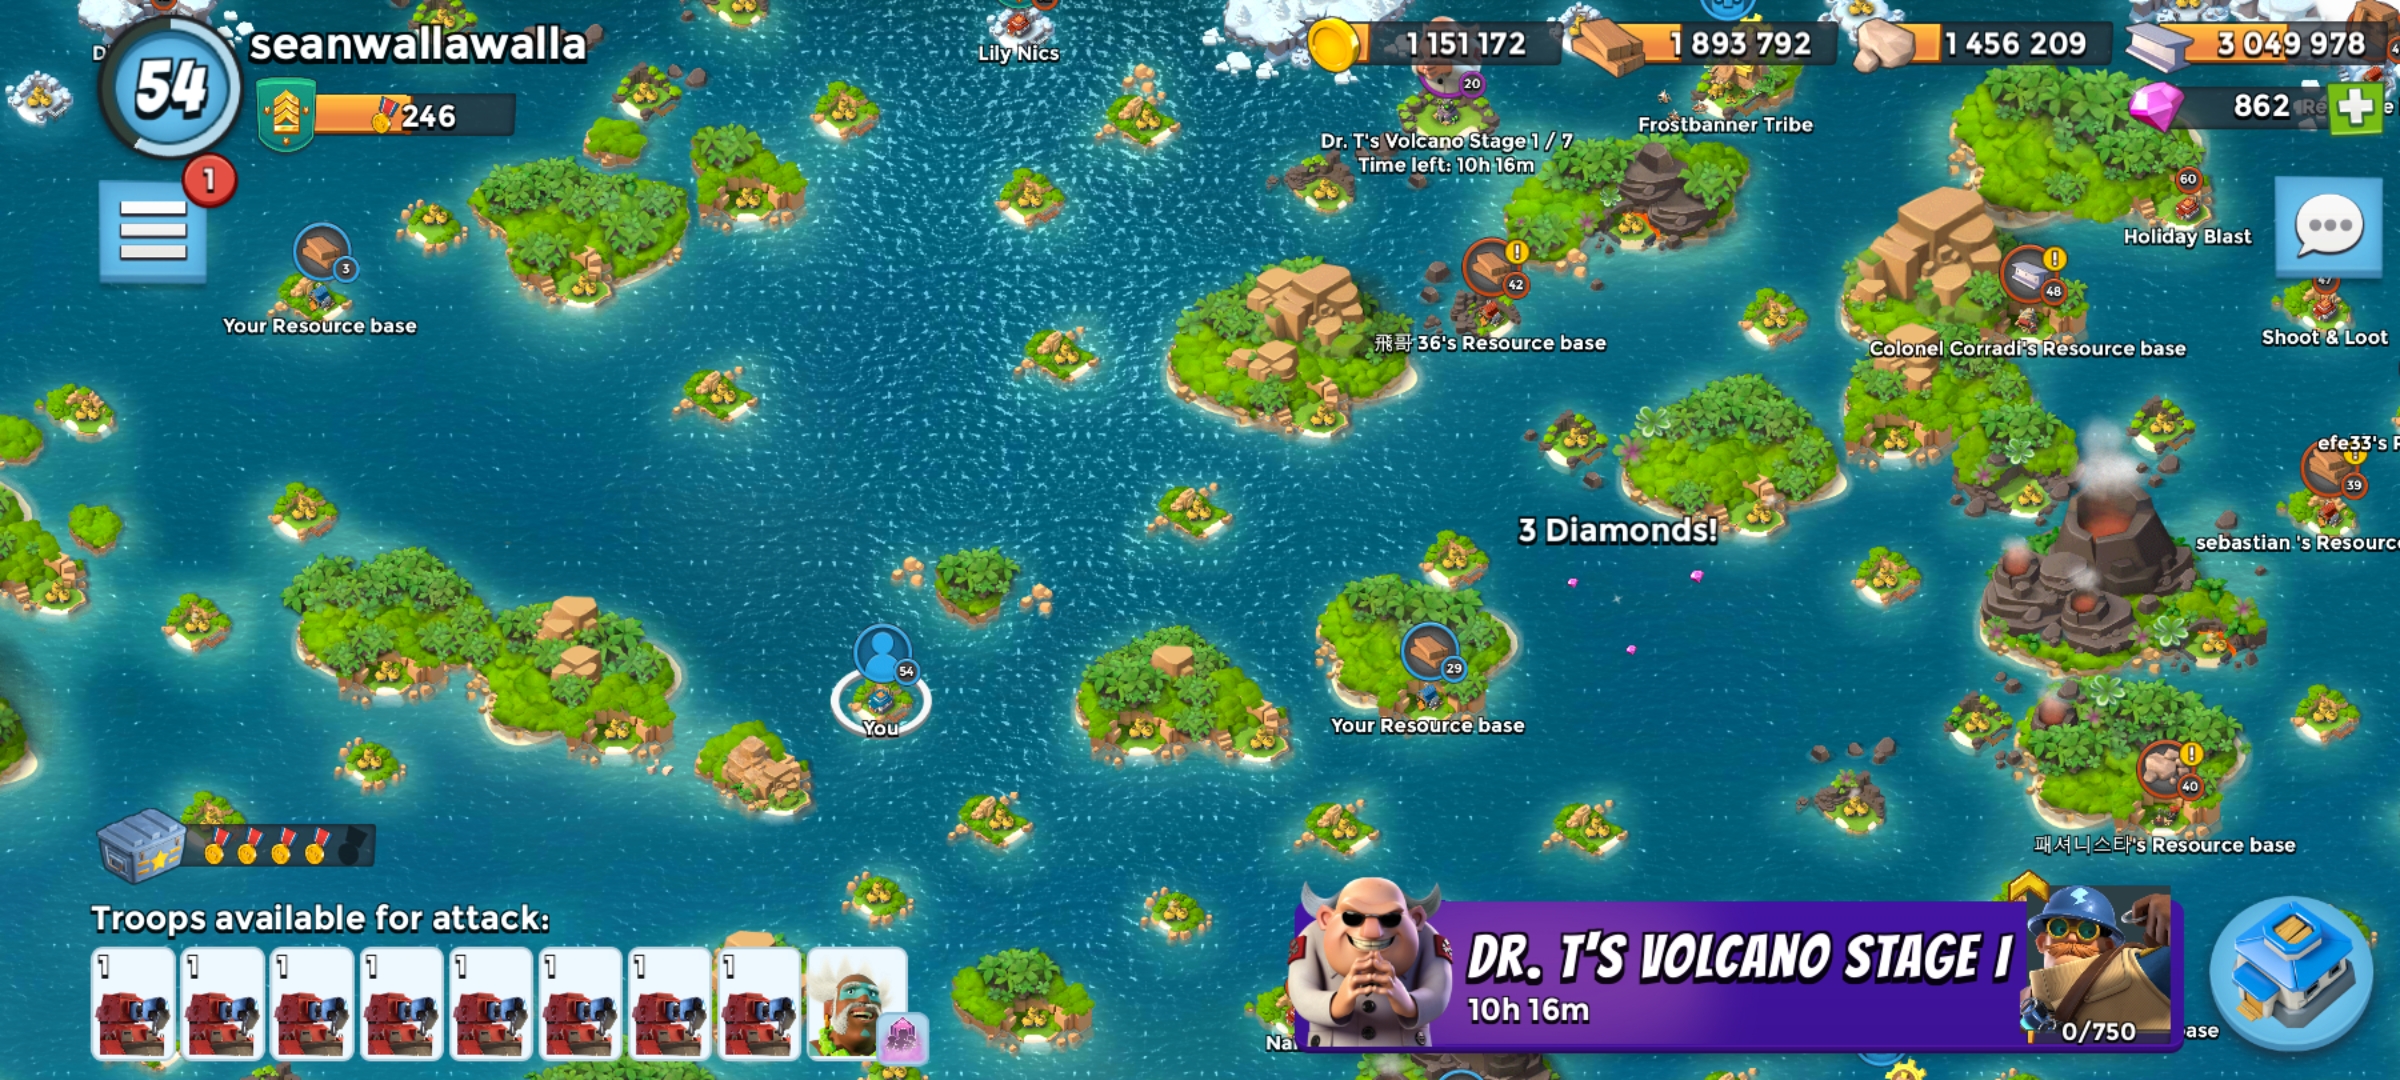 54
seanwallawalla
246
1
Lily Nics
1 151 172
1 893 792
1 456 209
3 049 978
862
20
Dr. T's Volcano Stage 1 / 7
Time left: 10h 16m
Frostbanner Tribe
60
Holiday Blast
3
Your Resource base
42
飛哥 36's Resource base
48
Colonel Corradi's Resource base
47
Shoot & Loot
efe33's R
39
sebastian 's Resource
3 Diamonds!
54
You
29
Your Resource base
40
패셔니스타's Resource base
Troops available for attack:
1 1 1 1 1 1 1 1
DR. T'S VOLCANO STAGE 1
10h 16m
0/750